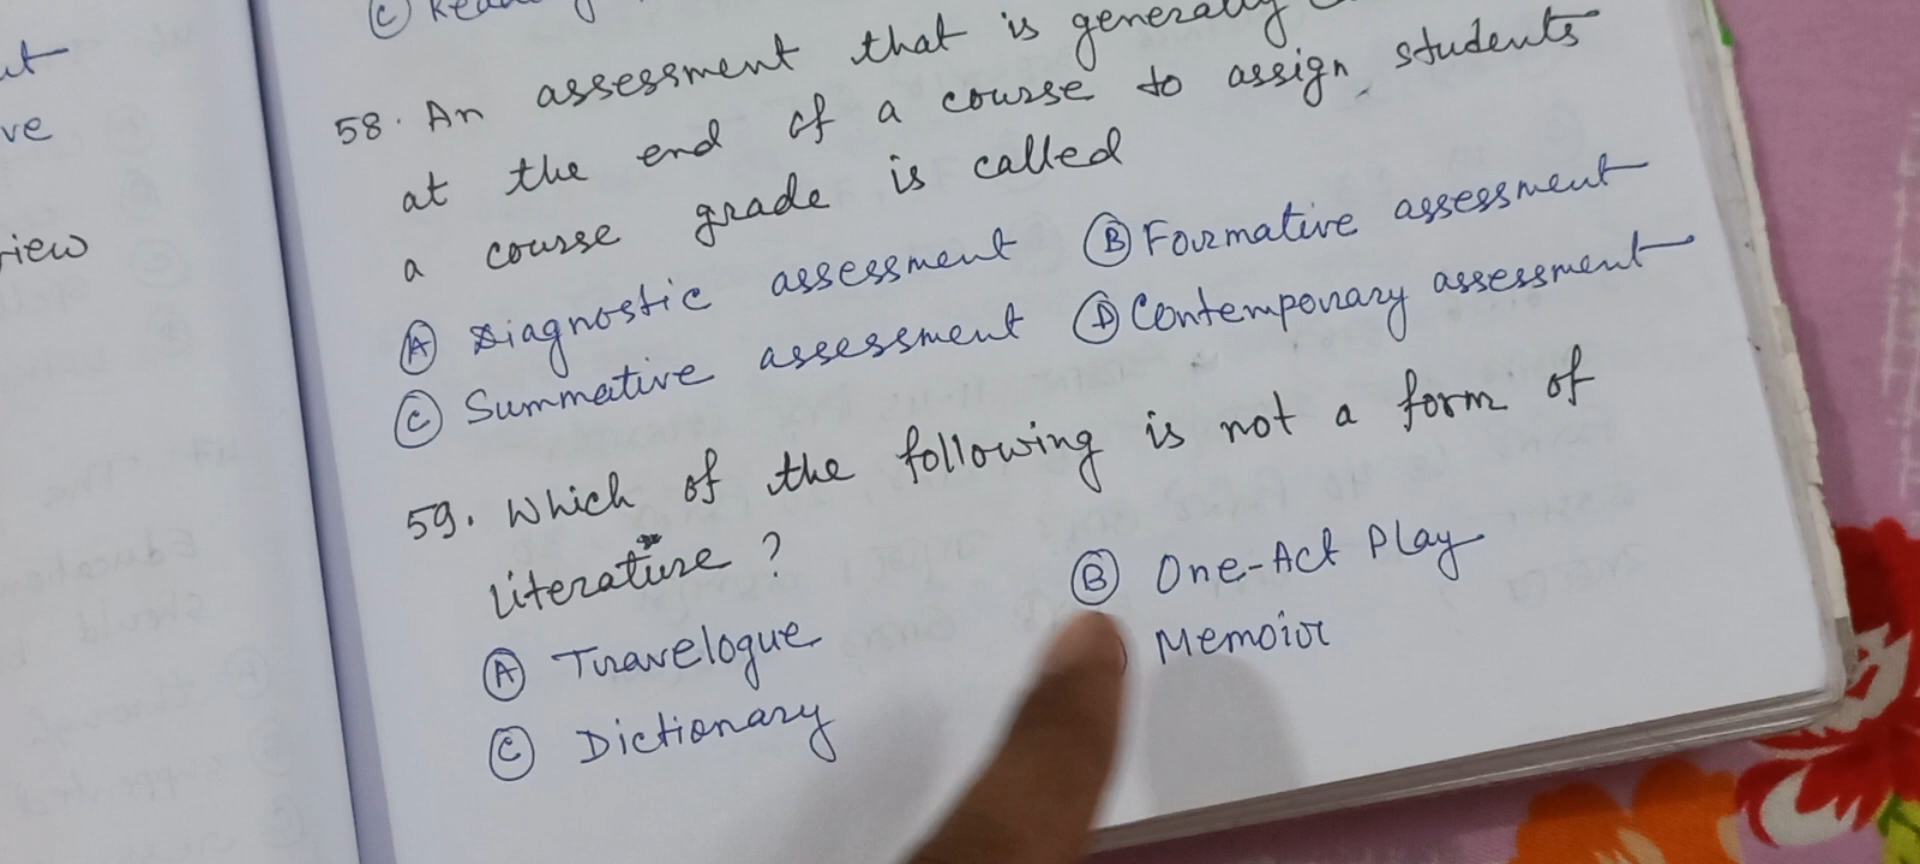 ve
view
58. An assessment that is generally
at the end of a course to assign students
a course grade is called
(A) Diagnostic assessment (B) Formative assessment
(C) Summative assessment (D) Contemporary assessment
59. Which of the following is not a form of
Literature ?
(A) Travelogue (B) One-Act Play
(C) Dictionary Memoir